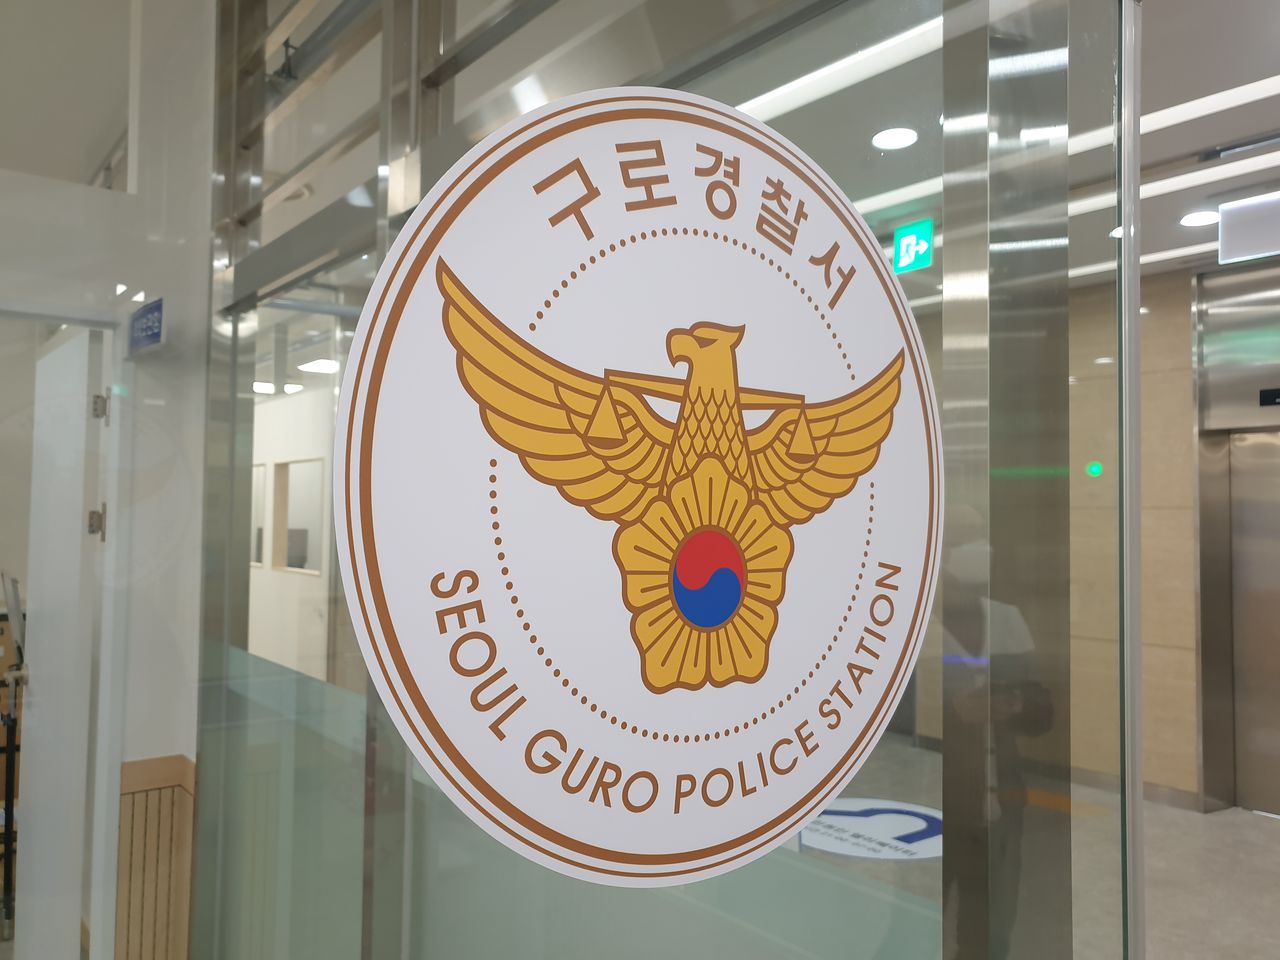 구로경찰서
SEOUL GURO POLICE STATION